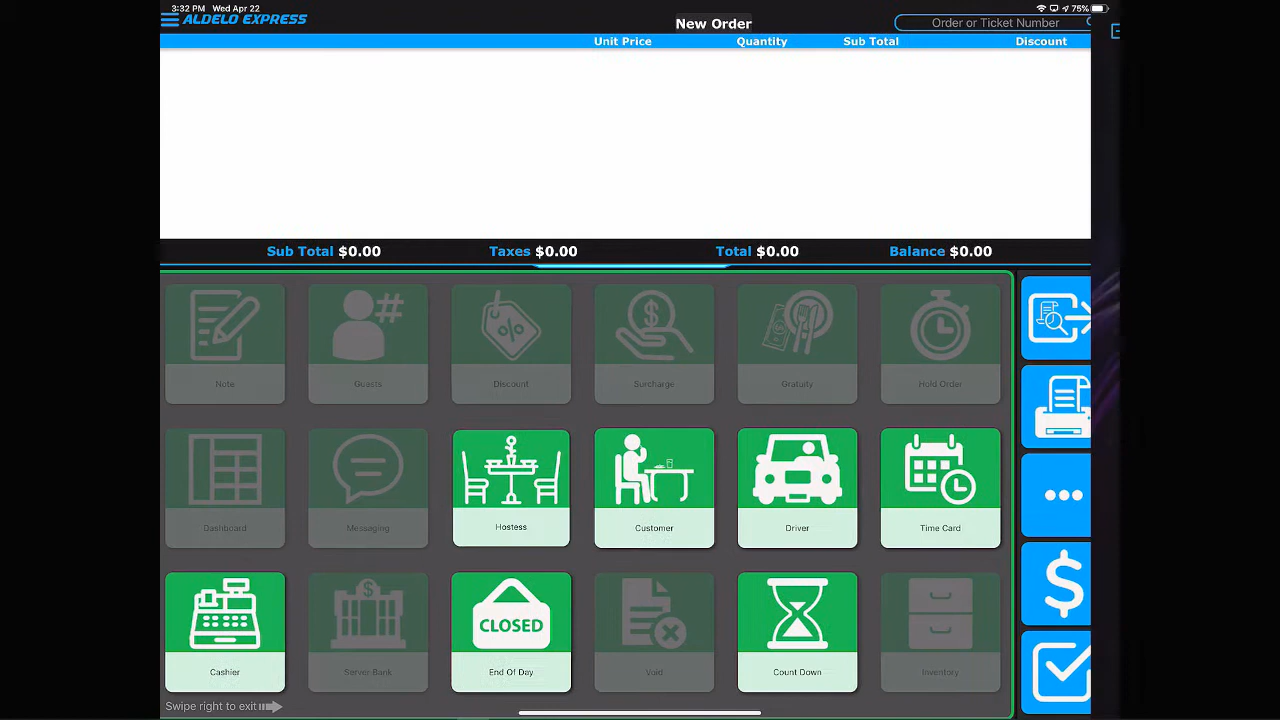 3:32 PM Wed Apr 22
75%
ALDELO EXPRESS
New Order
Order or Ticket Number
Unit Price Quantity Sub Total Discount
Sub Total $0.00 Taxes $0.00 Total $0.00 Balance $0.00
Note Guests Discount Surcharge Gratuity Hold Order
Dashboard Messaging Hostess Customer Driver Time Card
CLOSED
Cashier Server Bank End Of Day Void Count Down Inventory
Swipe right to exit